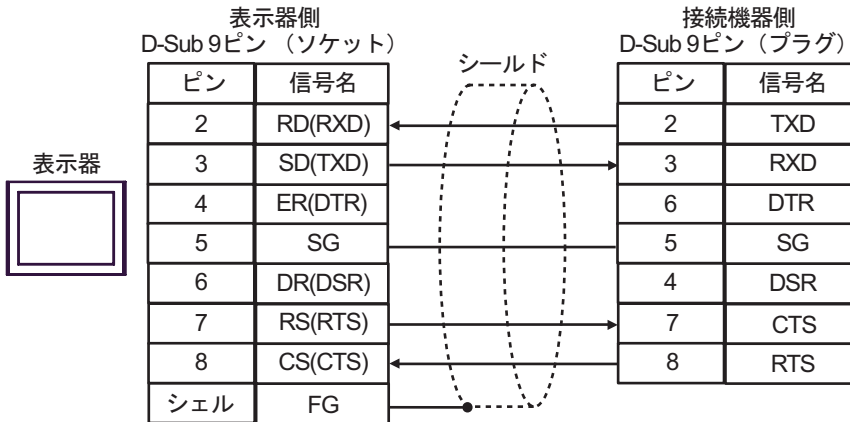 表示器側
D-Sub 9ピン （ソケット）
接続機器側
D-Sub 9ピン（プラグ）
シールド
表示器
ピン 信号名 ピン 信号名
2 RD(RXD) 2 TXD
3 SD(TXD) 3 RXD
4 ER(DTR) 6 DTR
5 SG 5 SG
6 DR(DSR) 4 DSR
7 RS(RTS) 7 CTS
8 CS(CTS) 8 RTS
シェル FG